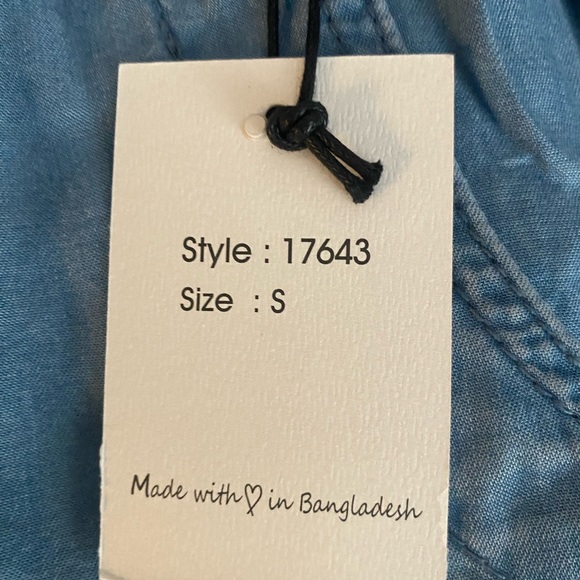 Style : 17643
Size : S
Made with♡in Bangladesh